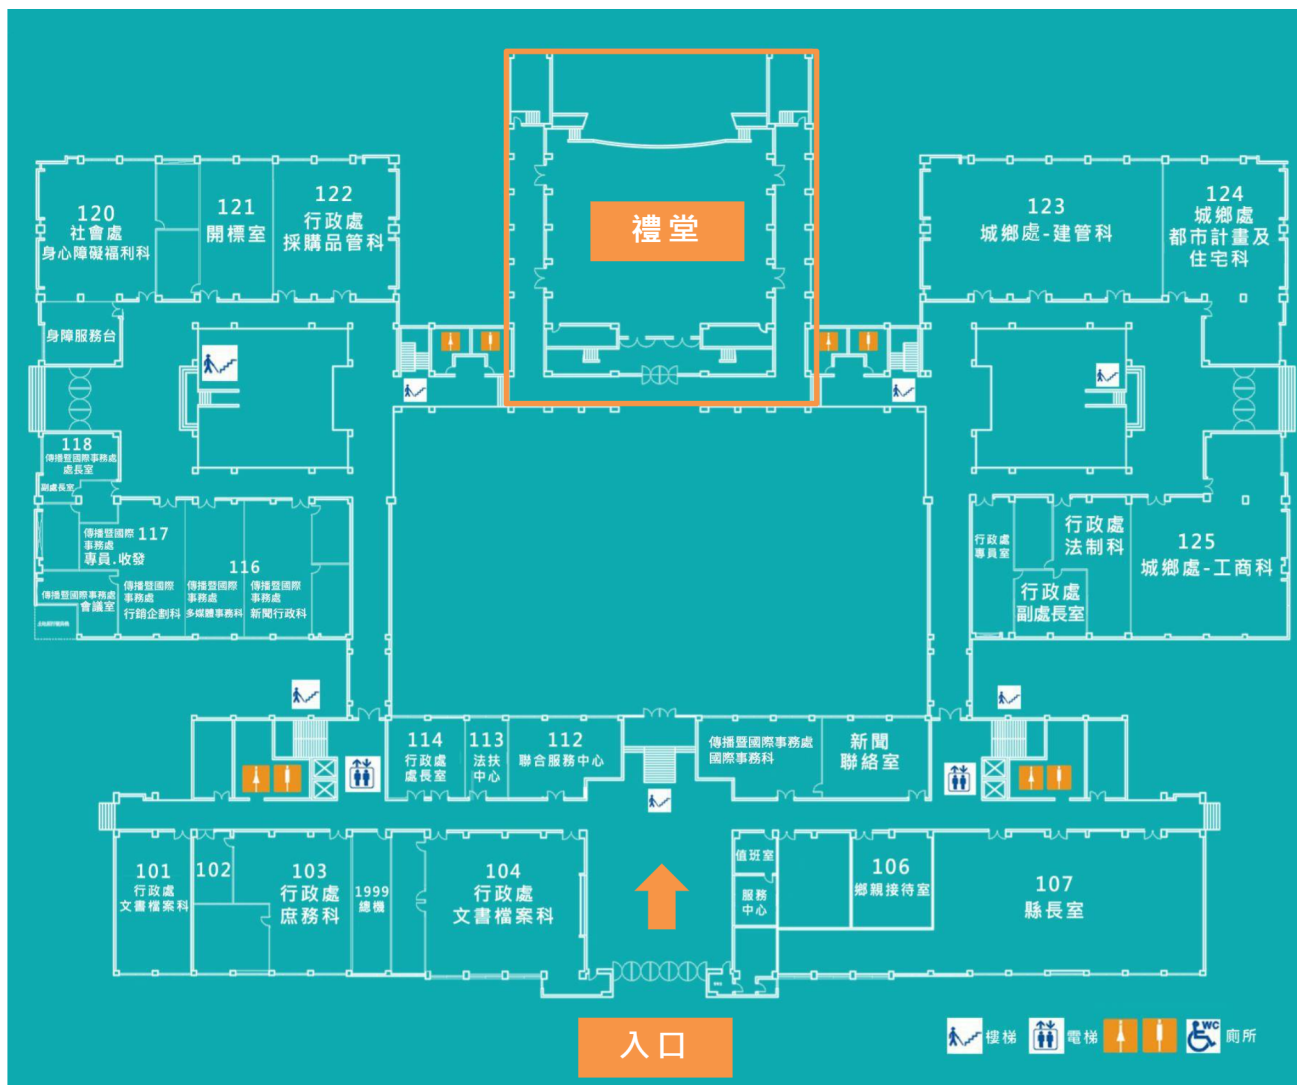 禮堂
120
社會處
身心障礙福利科
121
開標室
122
行政處
採購品管科
123
城鄉處-建管科
124
城鄉處
都市計畫及
住宅科
身障服務台
118
傳播暨國際事務處
處長室
副處長室
傳播暨國際
事務處
117
專員.收發
116
傳播暨國際事務處
會議室
傳播暨國際
事務處
行銷企劃科
傳播暨國際
事務處
多媒體事務科
傳播暨國際
事務處
新聞行政科
行政處
專員室
行政處
法制科
行政處
副處長室
125
城鄉處-工商科
114
行政處
處長室
113
法扶
中心
112
聯合服務中心
傳播暨國際事務處
國際事務科
新聞
聯絡室
101
行政處
文書檔案科
102
103
行政處
庶務科
1999
總機
104
行政處
文書檔案科
值班室
服務
中心
106
鄉親接待室
107
縣長室
入口
樓梯
電梯
WC
廁所